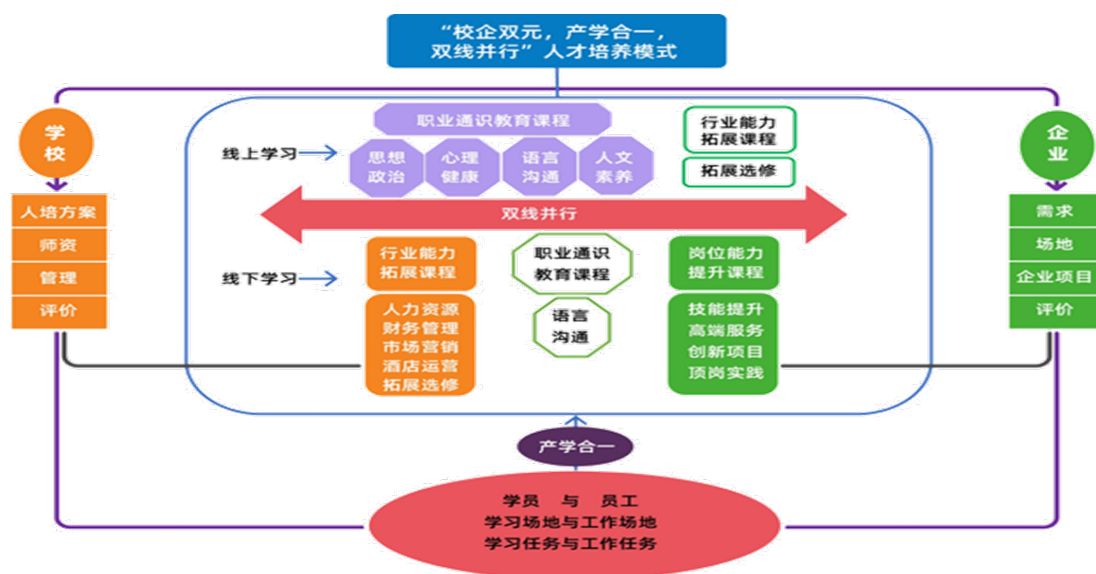 “校企双元，产学合一，
双线并行”人才培养模式
学
校
人培方案
师资
管理
评价
线上学习
职业通识教育课程
思想
政治
心理
健康
语言
沟通
人文
素养
行业能力
拓展课程
拓展选修
双线并行
线下学习
行业能力
拓展课程
人力资源
财务管理
市场营销
酒店运营
拓展选修
职业通识
教育课程
语言
沟通
岗位能力
提升课程
技能提升
高端服务
创新项目
顶岗实践
企
业
需求
场地
企业项目
评价
产学合一
学员 与 员工
学习场地与工作场地
学习任务与工作任务